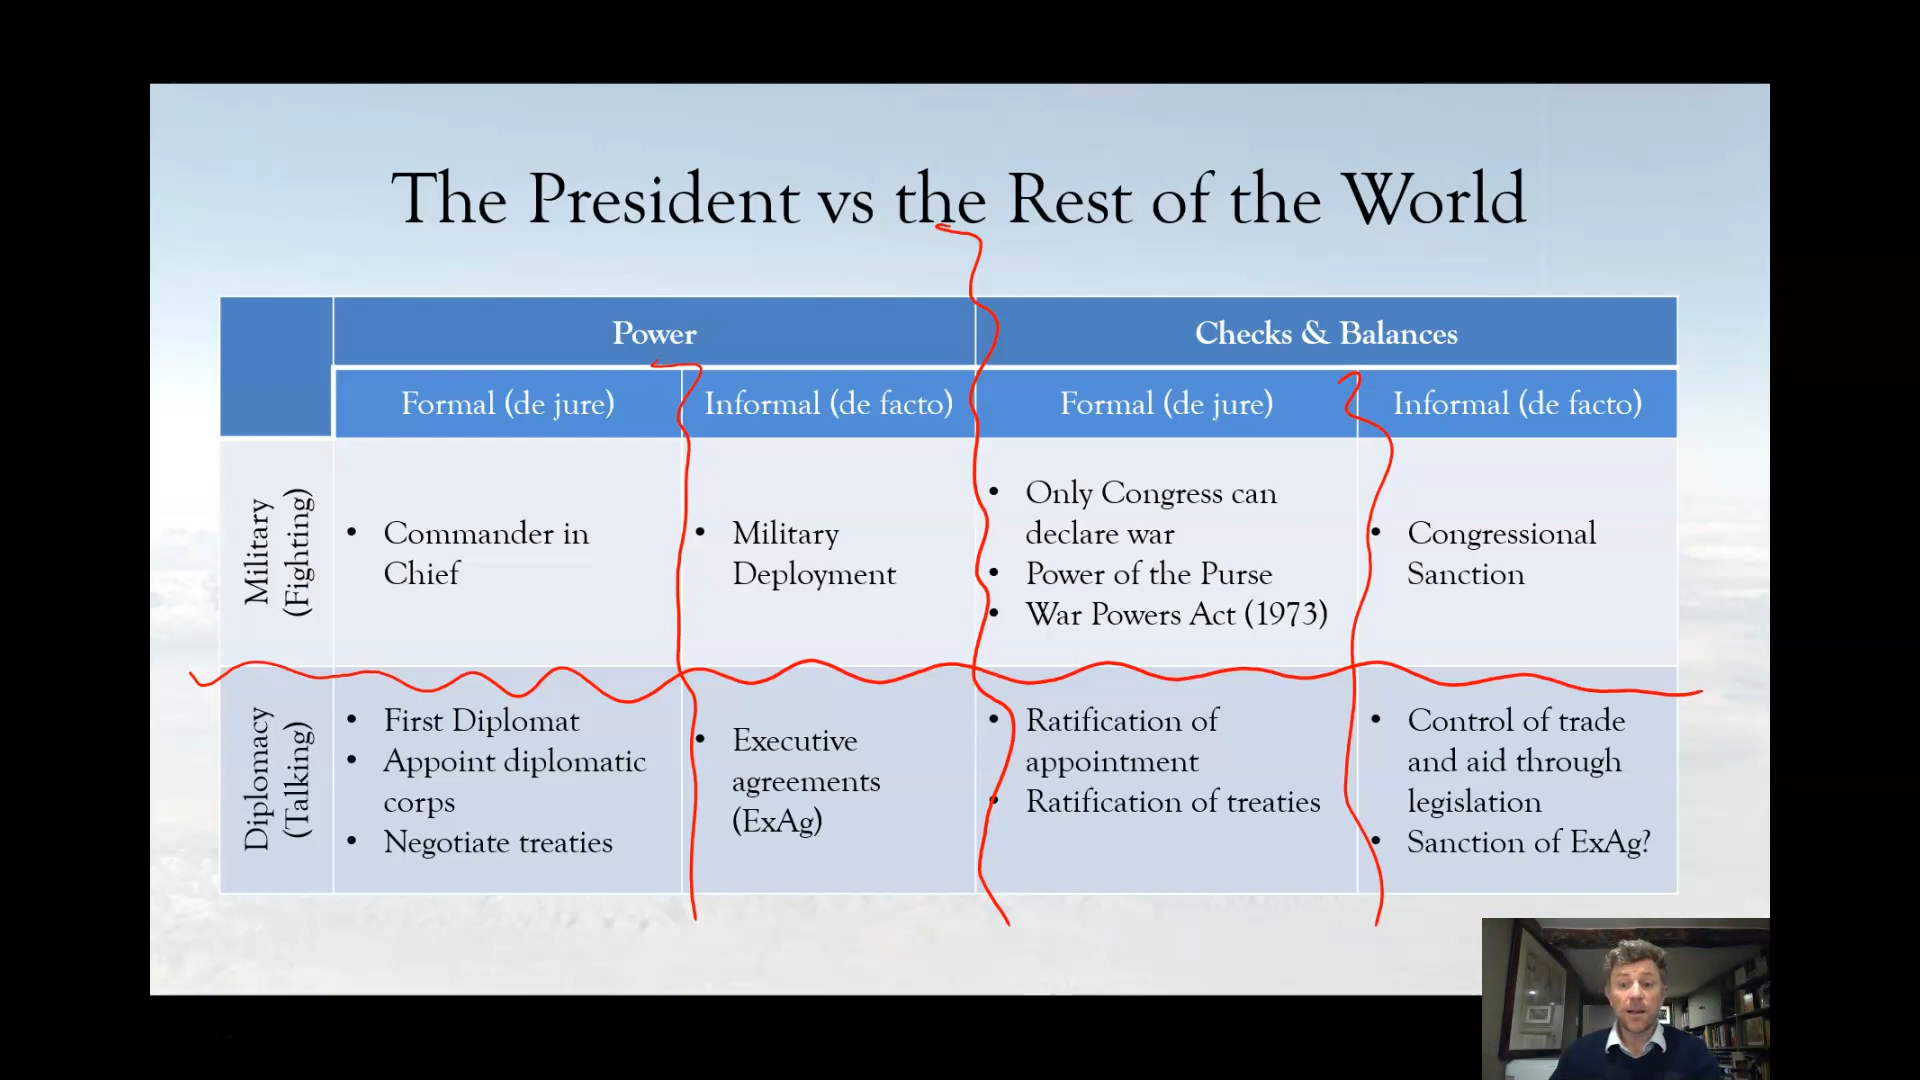 The President vs the Rest of the World
Power
Checks & Balances
Formal (de jure)
Informal (de facto)
Formal (de jure)
Informal (de facto)
Military
(Fighting)
• Commander in
Chief
• Military
Deployment
• Only Congress can
declare war
• Power of the Purse
• War Powers Act (1973)
• Congressional
Sanction
Diplomacy
(Talking)
• First Diplomat
• Appoint diplomatic
corps
• Negotiate treaties
• Executive
agreements
(ExAg)
• Ratification of
appointment
• Ratification of treaties
• Control of trade
and aid through
legislation
• Sanction of ExAg?